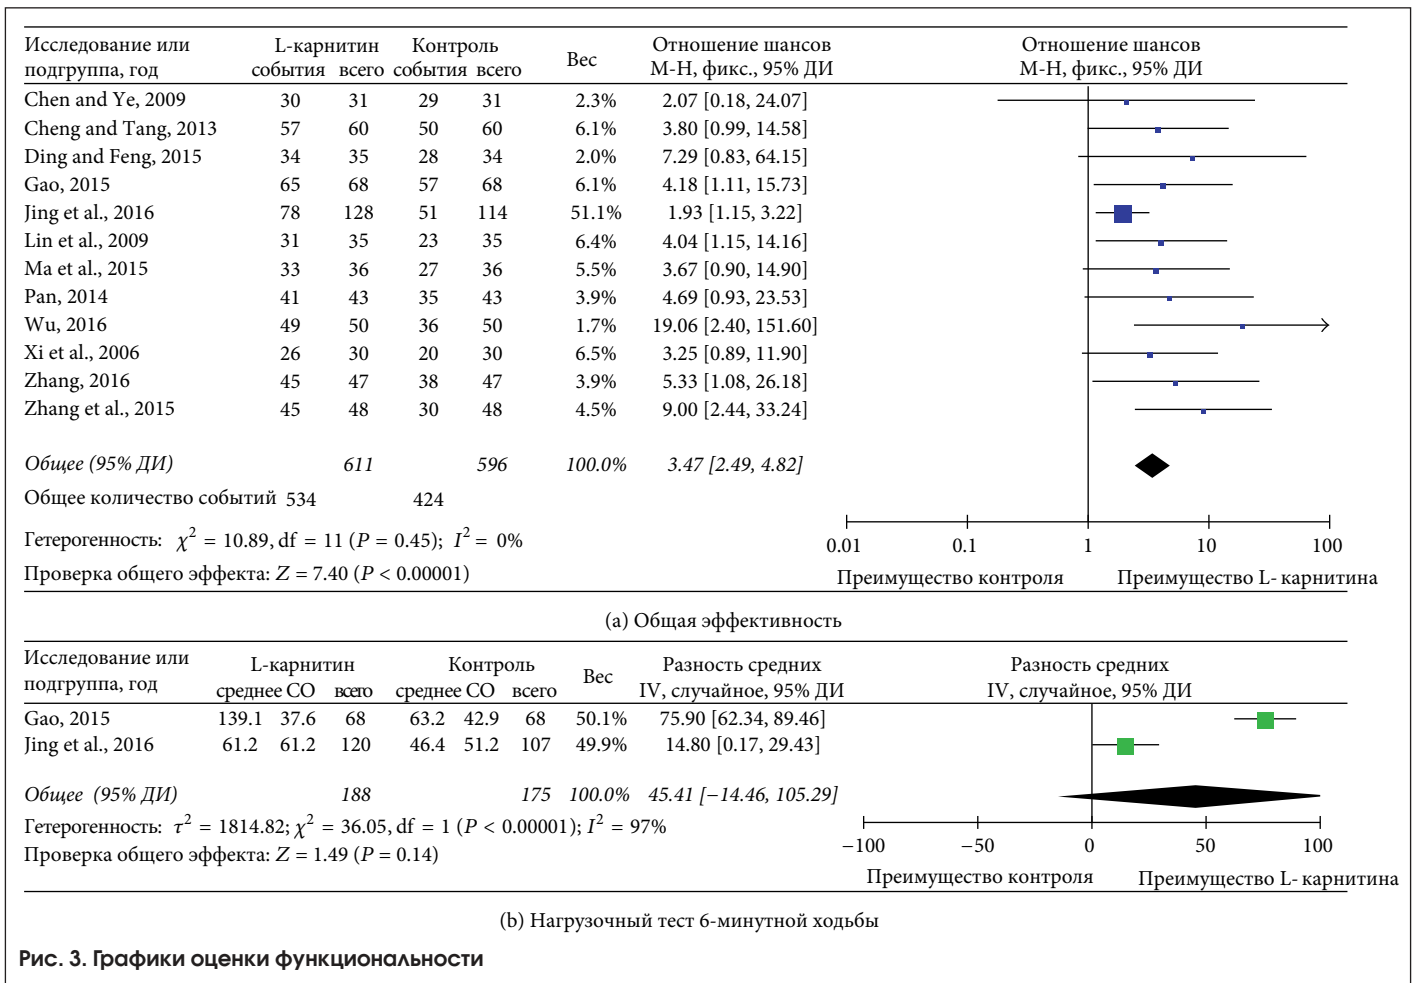 Исследование или подгруппа, год L-карнитин Контроль Вес Отношение шансов Отношение шансов
события всего события всего М-Н, фикс., 95% ДИ М-Н, фикс., 95% ДИ
Chen and Ye, 2009 30 31 29 31 2.3% 2.07 [0.18, 24.07]
Cheng and Tang, 2013 57 60 50 60 6.1% 3.80 [0.99, 14.58]
Ding and Feng, 2015 34 35 28 34 2.0% 7.29 [0.83, 64.15]
Gao, 2015 65 68 57 68 6.1% 4.18 [1.11, 15.73]
Jing et al., 2016 78 128 51 114 51.1% 1.93 [1.15, 3.22]
Lin et al., 2009 31 35 23 35 6.4% 4.04 [1.15, 14.16]
Ma et al., 2015 33 36 27 36 5.5% 3.67 [0.90, 14.90]
Pan, 2014 41 43 35 43 3.9% 4.69 [0.93, 23.53]
Wu, 2016 49 50 36 50 1.7% 19.06 [2.40, 151.60]
Xi et al., 2006 26 30 20 30 6.5% 3.25 [0.89, 11.90]
Zhang, 2016 45 47 38 47 3.9% 5.33 [1.08, 26.18]
Zhang et al., 2015 45 48 30 48 4.5% 9.00 [2.44, 33.24]
Общее (95% ДИ) 611 596 100.0% 3.47 [2.49, 4.82]
Общее количество событий 534 424
Гетерогенность: χ² = 10.89, df = 11 (P = 0.45); I² = 0%
Проверка общего эффекта: Z = 7.40 (P < 0.00001)
0.01 0.1 1 10 100
Преимущество контроля Преимущество L- карнитина
(a) Общая эффективность
Исследование или подгруппа, год L-карнитин Контроль Вес Разность средних Разность средних
среднее СО всего среднее СО всего IV, случайное, 95% ДИ IV, случайное, 95% ДИ
Gao, 2015 139.1 37.6 68 63.2 42.9 68 50.1% 75.90 [62.34, 89.46]
Jing et al., 2016 61.2 61.2 120 46.4 51.2 107 49.9% 14.80 [0.17, 29.43]
Общее (95% ДИ) 188 175 100.0% 45.41 [−14.46, 105.29]
Гетерогенность: τ² = 1814.82; χ² = 36.05, df = 1 (P < 0.00001); I² = 97%
Проверка общего эффекта: Z = 1.49 (P = 0.14)
−100 −50 0 50 100
Преимущество контроля Преимущество L- карнитина
(b) Нагрузочный тест 6-минутной ходьбы
Рис. 3. Графики оценки функциональности